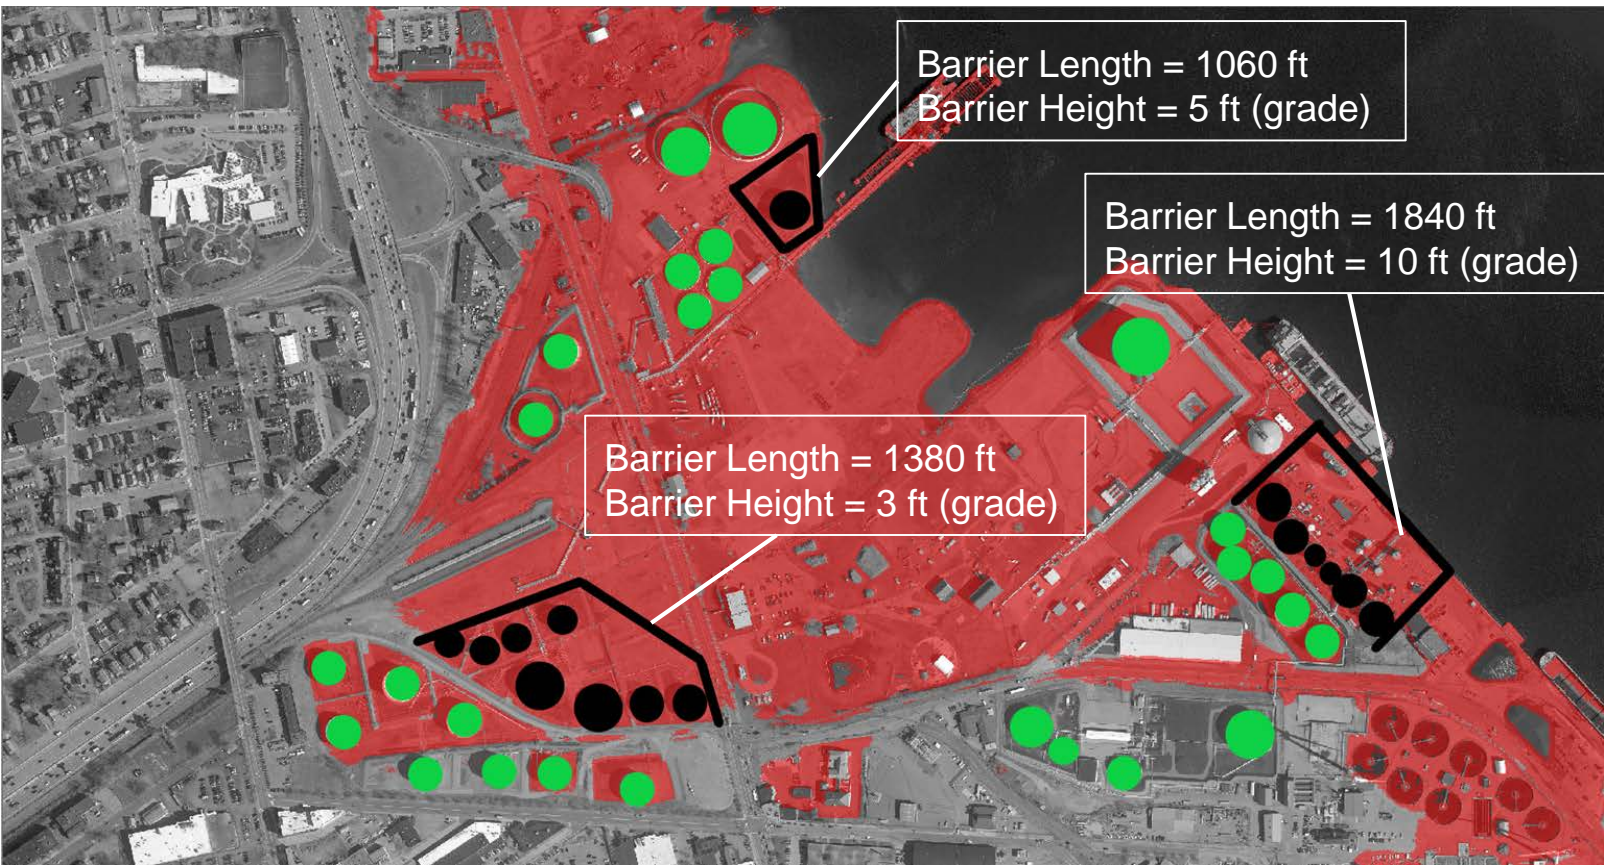 Barrier Length = 1060 ft
Barrier Height = 5 ft (grade)
Barrier Length = 1840 ft
Barrier Height = 10 ft (grade)
Barrier Length = 1380 ft
Barrier Height = 3 ft (grade)